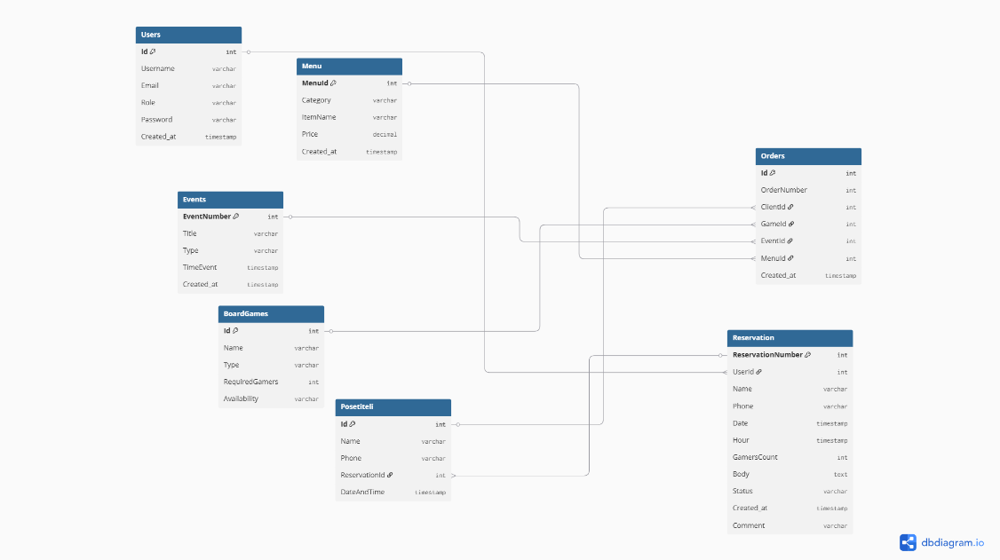 Users
Id int
Username varchar
Email varchar
Role varchar
Password varchar
Created_at timestamp
Menu
MenuId int
Category varchar
ItemName varchar
Price decimal
Created_at timestamp
Events
EventNumber int
Title varchar
Type varchar
TimeEvent timestamp
Created_at timestamp
BoardGames
Id int
Name varchar
Type varchar
RequiredGamers int
Availability varchar
Posetiteli
Id int
Name varchar
Phone varchar
ReservationId int
DateAndTime timestamp
Orders
Id int
OrderNumber int
ClientId int
GameId int
EventId int
MenuId int
Created_at timestamp
Reservation
ReservationNumber int
UserId int
Name varchar
Phone varchar
Date timestamp
Hour timestamp
GamersCount int
Body text
Status varchar
Created_at timestamp
Comment varchar
dbdiagram.io